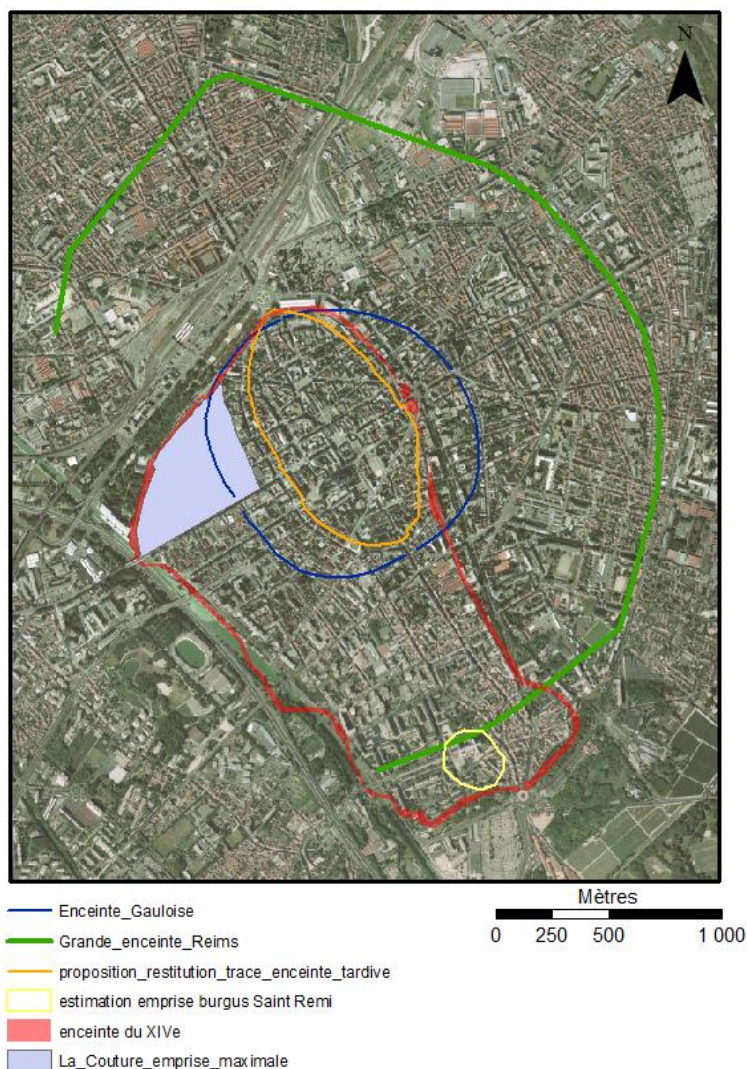 N
Enceinte_Gauloise
Grande_enceinte_Reims
proposition_restitution_trace_enceinte_tardive
estimation emprise burgus Saint Remi
enceinte du XIVe
La_Couture_emprise_maximale
Mètres
0 250 500 1 000